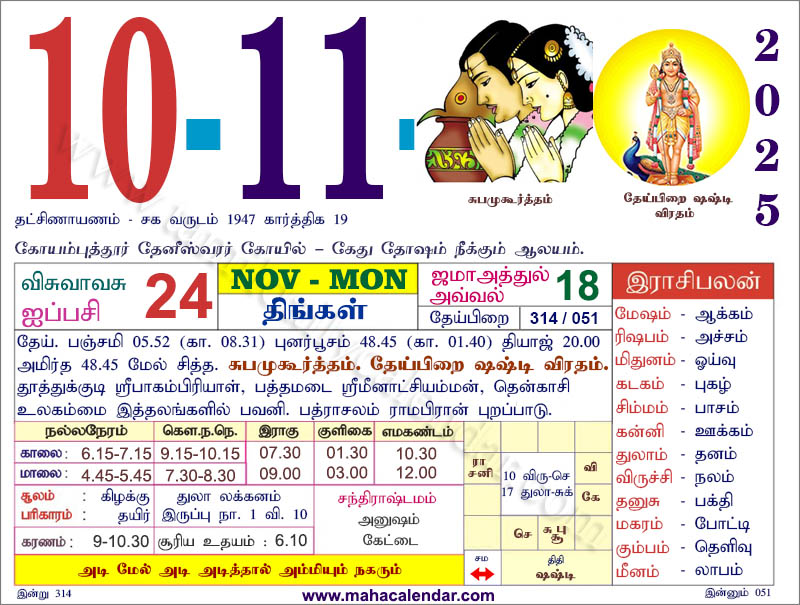 10-11-
2025
சுபமுகூர்த்தம்
தேய்பிறை ஷஷ்டி
விரதம்
தட்சிணாயணம் - சக வருடம் 1947 கார்த்திக 19
கோயம்புத்தூர் தேனீஸ்வரர் கோயில் – கேது தோஷம் நீக்கும் ஆலயம்.
விசுவாவசு
ஐப்பசி
24
NOV - MON
திங்கள்
ஜமாஅத்துல்
அவ்வல்
18
தேய்பிறை
314 / 051
தேய். பஞ்சமி 05.52 (கா. 08.31) புனர்பூசம் 48.45 (கா. 01.40) தியாஜ் 20.00
அமிர்த 48.45 மேல் சித்த. சுபமுகூர்த்தம். தேய்பிறை ஷஷ்டி விரதம்.
தூத்துக்குடி ஸ்ரீபாகம்பிரியாள், பத்தமடை ஸ்ரீமீனாட்சியம்மன், தென்காசி
உலகம்மை இத்தலங்களில் பவனி. பத்ராசலம் ராமபிரான் புறப்பாடு.
நல்லநேரம் கௌ.ந.நெ. இராகு குளிகை எமகண்டம்
காலை: 6.15-7.15 9.15-10.15 07.30 01.30 10.30
மாலை: 4.45-5.45 7.30-8.30 09.00 03.00 12.00
சூலம் : கிழக்கு
பரிகாரம் : தயிர்
துலா லக்கனம்
இருப்பு நா. 1 வி. 10
சந்திராஷ்டமம்
அனுஷம்
கேட்டை
கரணம் : 9-10.30
சூரிய உதயம் : 6.10
ரா
சனி
10 விரு-செ
17 துலா-சுக்
வி
கே
செ
சூ பு
சுக்
சம
திதி
ஷஷ்டி
அடி மேல் அடி அடித்தால் அம்மியும் நகரும்
இராசிபலன்
மேஷம் - ஆக்கம்
ரிஷபம் - அச்சம்
மிதுனம் - ஓய்வு
கடகம் - புகழ்
சிம்மம் - பாசம்
கன்னி - ஊக்கம்
துலாம் - தனம்
விருச்சி - நலம்
தனுசு - பக்தி
மகரம் - போட்டி
கும்பம் - தெளிவு
மீனம் - லாபம்
இன்று 314
www.mahacalendar.com
இன்னும் 051